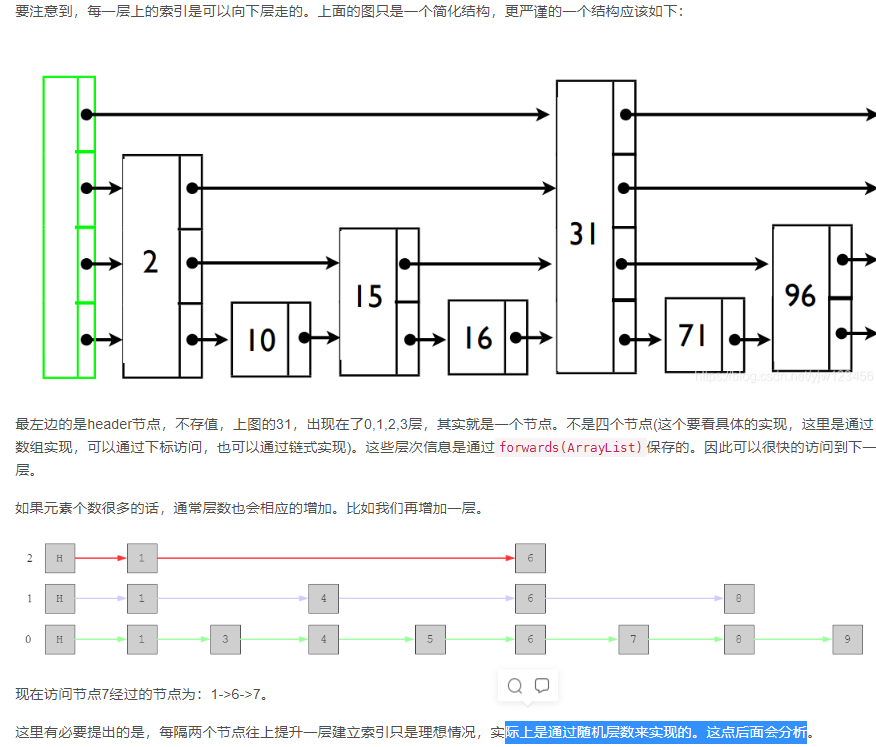 要注意到，每一层上的索引是可以向下层走的。上面的图只是一个简化结构，更严谨的一个结构应该如下：
2
10
15
16
31
71
96
https://blog.csdn.net/yjw123456
最左边的是header节点，不存值，上图的31，出现在了0,1,2,3层，其实就是一个节点。不是四个节点(这个要看具体的实现，这里是通过
数组实现，可以通过下标访问，也可以通过链式实现)。这些层次信息是通过 forwards(ArrayList) 保存的。因此可以很快的访问到下一
层。
如果元素个数很多的话，通常层数也会相应的增加。比如我们再增加一层。
2 H 1 6
1 H 1 4 6 8
0 H 1 3 4 5 6 7 8 9
现在访问节点7经过的节点为：1->6->7。
这里有必要提出的是，每隔两个节点往上提升一层建立索引只是理想情况，实际上是通过随机层数来实现的。这点后面会分析。